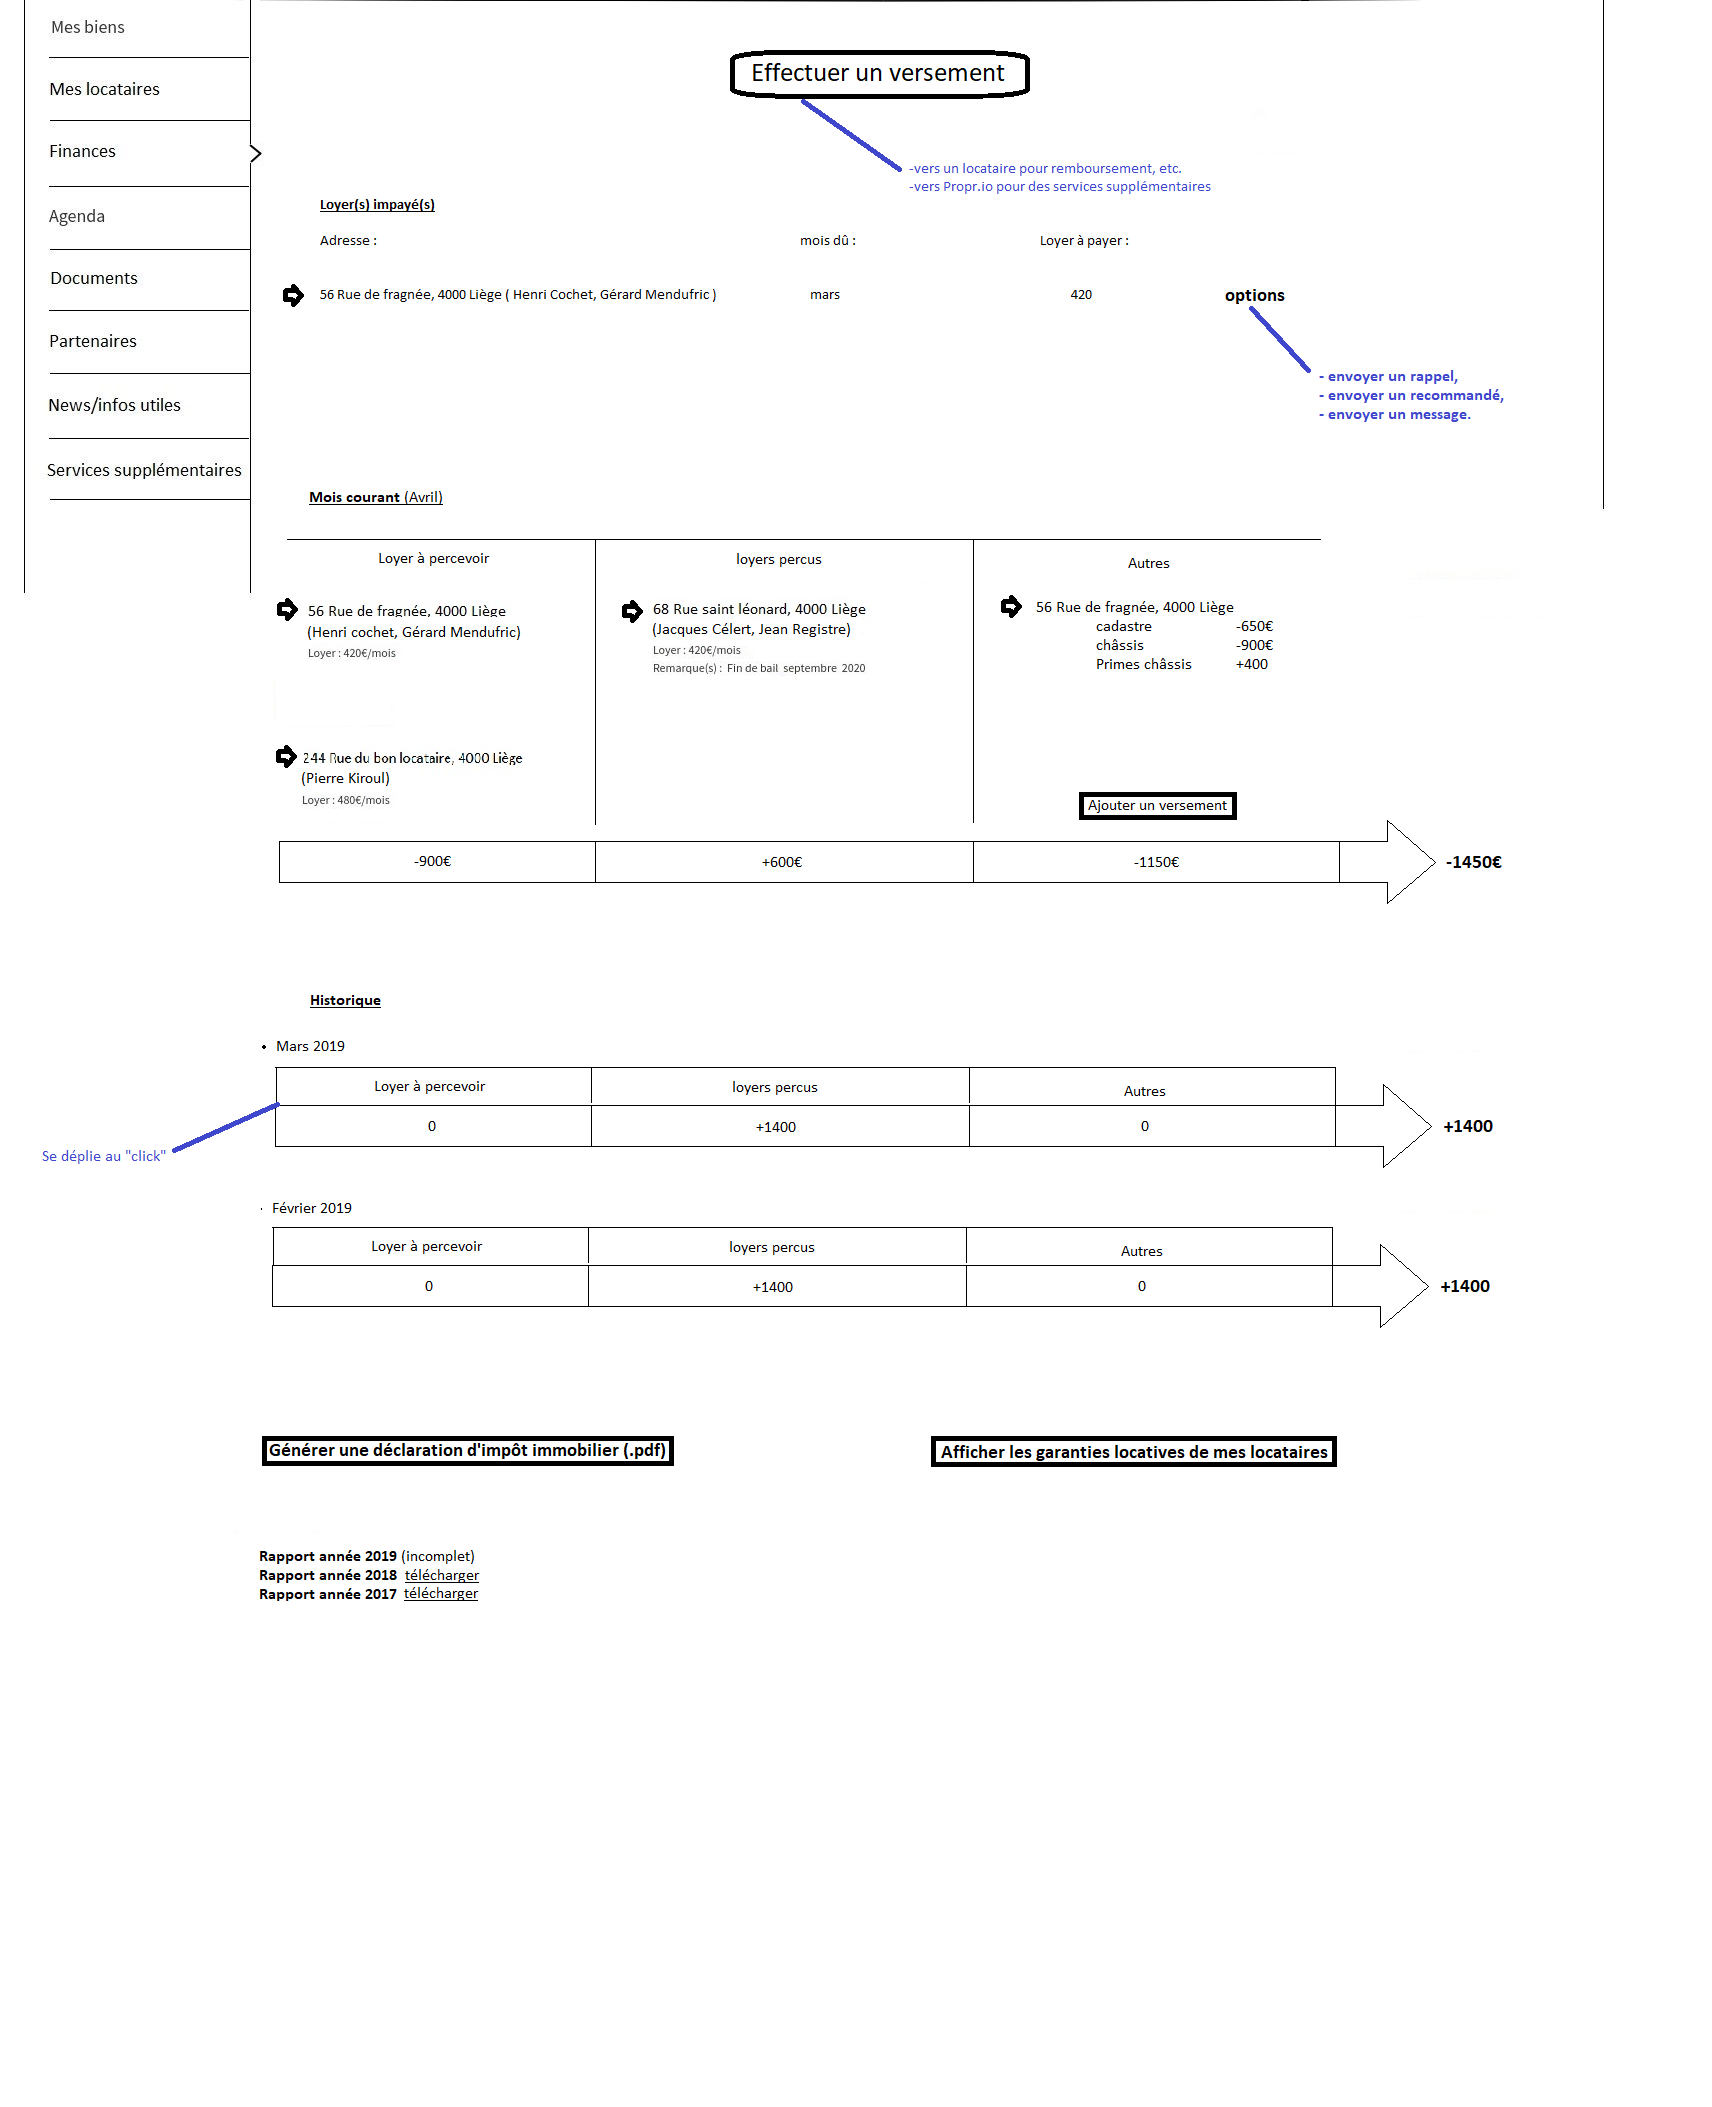 Mes biens
Mes locataires
Finances
Agenda
Documents
Partenaires
News/infos utiles
Services supplémentaires
Effectuer un versement
-vers un locataire pour remboursement, etc.
-vers Propr.io pour des services supplémentaires
Loyer(s) impayé(s)
Adresse : mois dû : Loyer à payer :
56 Rue de fragnée, 4000 Liège ( Henri Cochet, Gérard Mendufric ) mars 420 options
- envoyer un rappel,
- envoyer un recommandé,
- envoyer un message.
Mois courant (Avril)
Loyer à percevoir
56 Rue de fragnée, 4000 Liège
(Henri cochet, Gérard Mendufric)
Loyer : 420€/mois
244 Rue du bon locataire, 4000 Liège
(Pierre Kiroul)
Loyer : 480€/mois
loyers percus
68 Rue saint léonard, 4000 Liège
(Jacques Célert, Jean Registre)
Loyer : 420€/mois
Remarque(s) : Fin de bail septembre 2020
Autres
56 Rue de fragnée, 4000 Liège
cadastre -650€
châssis -900€
Primes châssis +400
Ajouter un versement
-900€ +600€ -1150€ -1450€
Historique
• Mars 2019
Loyer à percevoir loyers percus Autres
0 +1400 0 +1400
Se déplie au "click"
· Février 2019
Loyer à percevoir loyers percus Autres
0 +1400 0 +1400
Générer une déclaration d'impôt immobilier (.pdf)
Afficher les garanties locatives de mes locataires
Rapport année 2019 (incomplet)
Rapport année 2018 télécharger
Rapport année 2017 télécharger